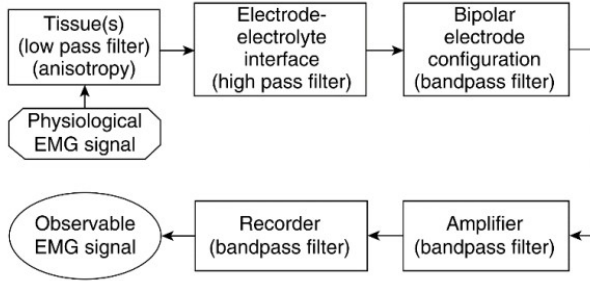 Tissue(s)
(low pass filter)
(anisotropy)
Electrode-
electrolyte
interface
(high pass filter)
Bipolar
electrode
configuration
(bandpass filter)
Physiological
EMG signal
Observable
EMG signal
Recorder
(bandpass filter)
Amplifier
(bandpass filter)